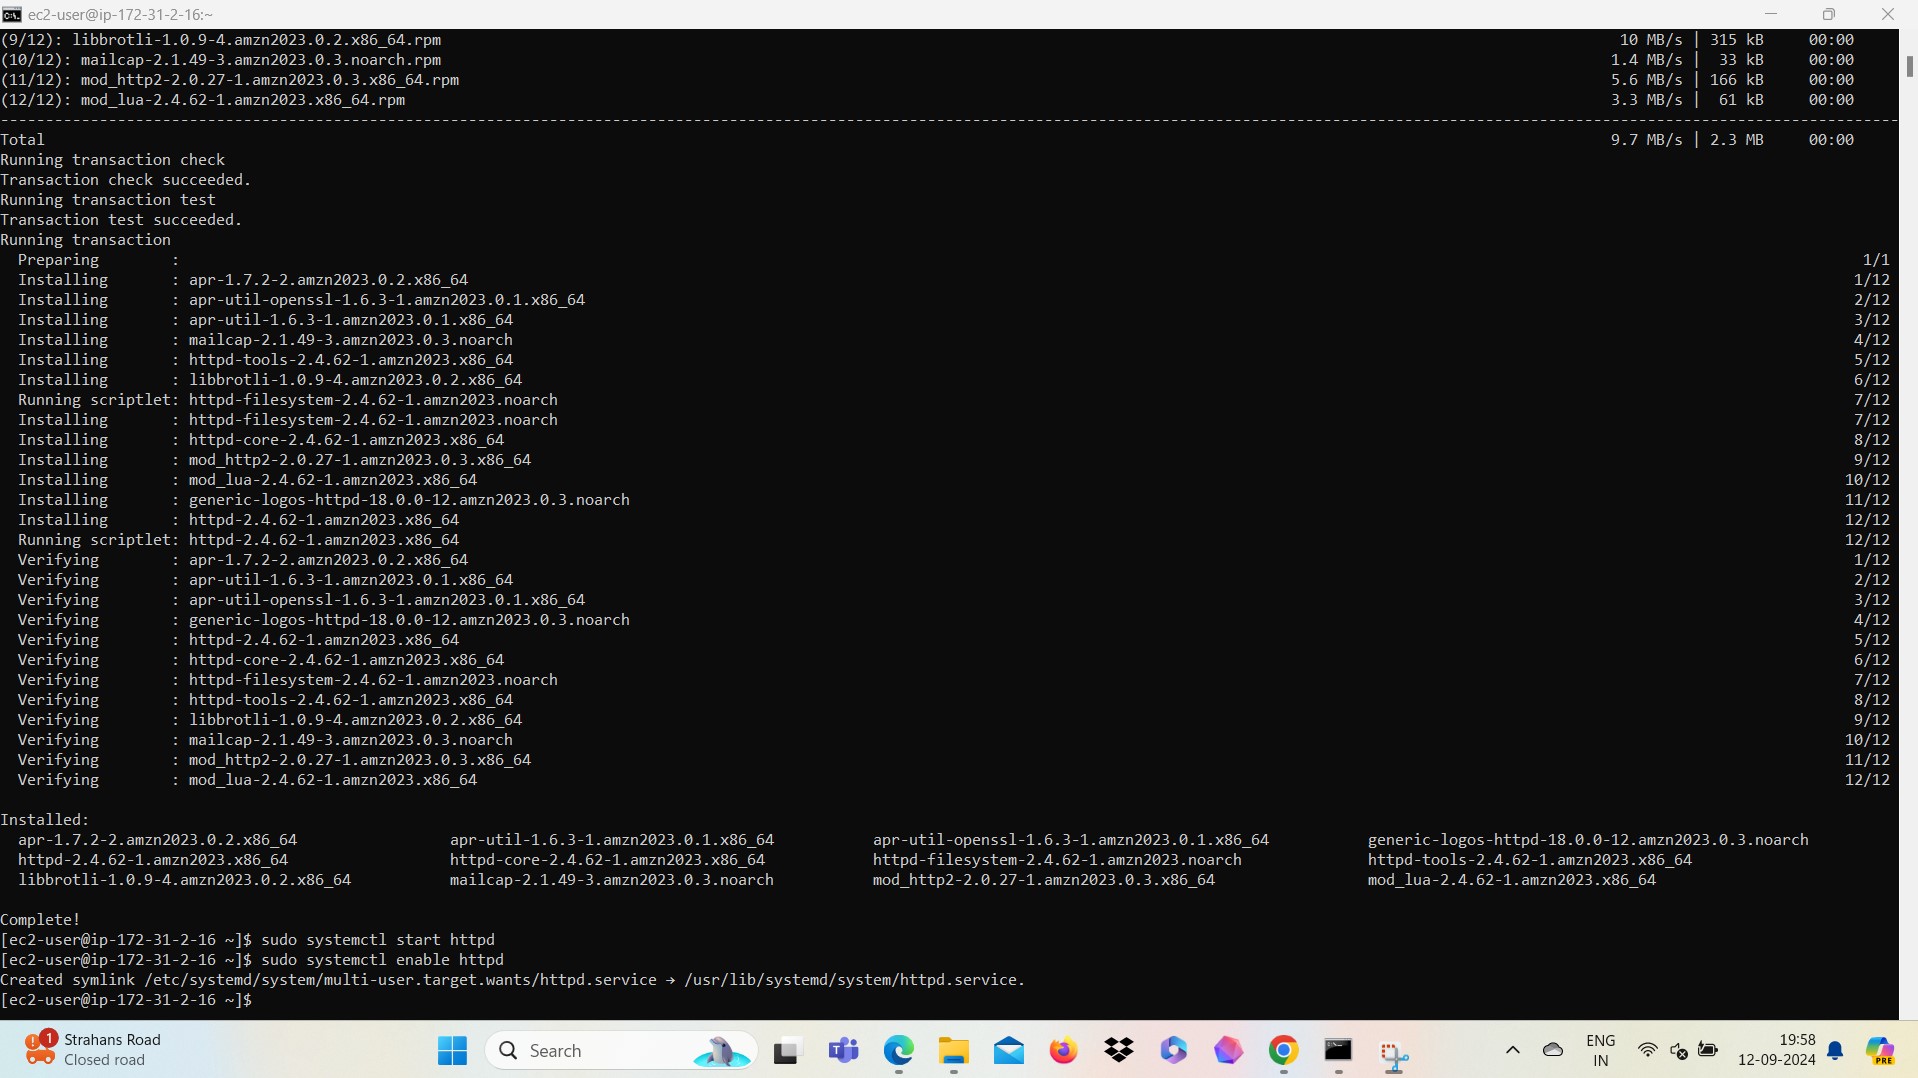 ec2-user@ip-172-31-2-16:~
(9/12): libbrotli-1.0.9-4.amzn2023.0.2.x86_64.rpm 10 MB/s | 315 kB 00:00
(10/12): mailcap-2.1.49-3.amzn2023.0.3.noarch.rpm 1.4 MB/s | 33 kB 00:00
(11/12): mod_http2-2.0.27-1.amzn2023.0.3.x86_64.rpm 5.6 MB/s | 166 kB 00:00
(12/12): mod_lua-2.4.62-1.amzn2023.x86_64.rpm 3.3 MB/s | 61 kB 00:00
Total 9.7 MB/s | 2.3 MB 00:00
Running transaction check
Transaction check succeeded.
Running transaction test
Transaction test succeeded.
Running transaction
Preparing : 1/1
Installing : apr-1.7.2-2.amzn2023.0.2.x86_64 1/12
Installing : apr-util-openssl-1.6.3-1.amzn2023.0.1.x86_64 2/12
Installing : apr-util-1.6.3-1.amzn2023.0.1.x86_64 3/12
Installing : mailcap-2.1.49-3.amzn2023.0.3.noarch 4/12
Installing : httpd-tools-2.4.62-1.amzn2023.x86_64 5/12
Installing : libbrotli-1.0.9-4.amzn2023.0.2.x86_64 6/12
Running scriptlet: httpd-filesystem-2.4.62-1.amzn2023.noarch 7/12
Installing : httpd-filesystem-2.4.62-1.amzn2023.noarch 7/12
Installing : httpd-core-2.4.62-1.amzn2023.x86_64 8/12
Installing : mod_http2-2.0.27-1.amzn2023.0.3.x86_64 9/12
Installing : mod_lua-2.4.62-1.amzn2023.x86_64 10/12
Installing : generic-logos-httpd-18.0.0-12.amzn2023.0.3.noarch 11/12
Installing : httpd-2.4.62-1.amzn2023.x86_64 12/12
Running scriptlet: httpd-2.4.62-1.amzn2023.x86_64 12/12
Verifying : apr-1.7.2-2.amzn2023.0.2.x86_64 1/12
Verifying : apr-util-1.6.3-1.amzn2023.0.1.x86_64 2/12
Verifying : apr-util-openssl-1.6.3-1.amzn2023.0.1.x86_64 3/12
Verifying : generic-logos-httpd-18.0.0-12.amzn2023.0.3.noarch 4/12
Verifying : httpd-2.4.62-1.amzn2023.x86_64 5/12
Verifying : httpd-core-2.4.62-1.amzn2023.x86_64 6/12
Verifying : httpd-filesystem-2.4.62-1.amzn2023.noarch 7/12
Verifying : httpd-tools-2.4.62-1.amzn2023.x86_64 8/12
Verifying : libbrotli-1.0.9-4.amzn2023.0.2.x86_64 9/12
Verifying : mailcap-2.1.49-3.amzn2023.0.3.noarch 10/12
Verifying : mod_http2-2.0.27-1.amzn2023.0.3.x86_64 11/12
Verifying : mod_lua-2.4.62-1.amzn2023.x86_64 12/12
Installed:
apr-1.7.2-2.amzn2023.0.2.x86_64 apr-util-1.6.3-1.amzn2023.0.1.x86_64 apr-util-openssl-1.6.3-1.amzn2023.0.1.x86_64 generic-logos-httpd-18.0.0-12.amzn2023.0.3.noarch
httpd-2.4.62-1.amzn2023.x86_64 httpd-core-2.4.62-1.amzn2023.x86_64 httpd-filesystem-2.4.62-1.amzn2023.noarch httpd-tools-2.4.62-1.amzn2023.x86_64
libbrotli-1.0.9-4.amzn2023.0.2.x86_64 mailcap-2.1.49-3.amzn2023.0.3.noarch mod_http2-2.0.27-1.amzn2023.0.3.x86_64 mod_lua-2.4.62-1.amzn2023.x86_64
Complete!
[ec2-user@ip-172-31-2-16 ~]$ sudo systemctl start httpd
[ec2-user@ip-172-31-2-16 ~]$ sudo systemctl enable httpd
Created symlink /etc/systemd/system/multi-user.target.wants/httpd.service → /usr/lib/systemd/system/httpd.service.
[ec2-user@ip-172-31-2-16 ~]$
1
Strahans Road
Closed road
Search
ENG
IN
19:58
12-09-2024
PRE